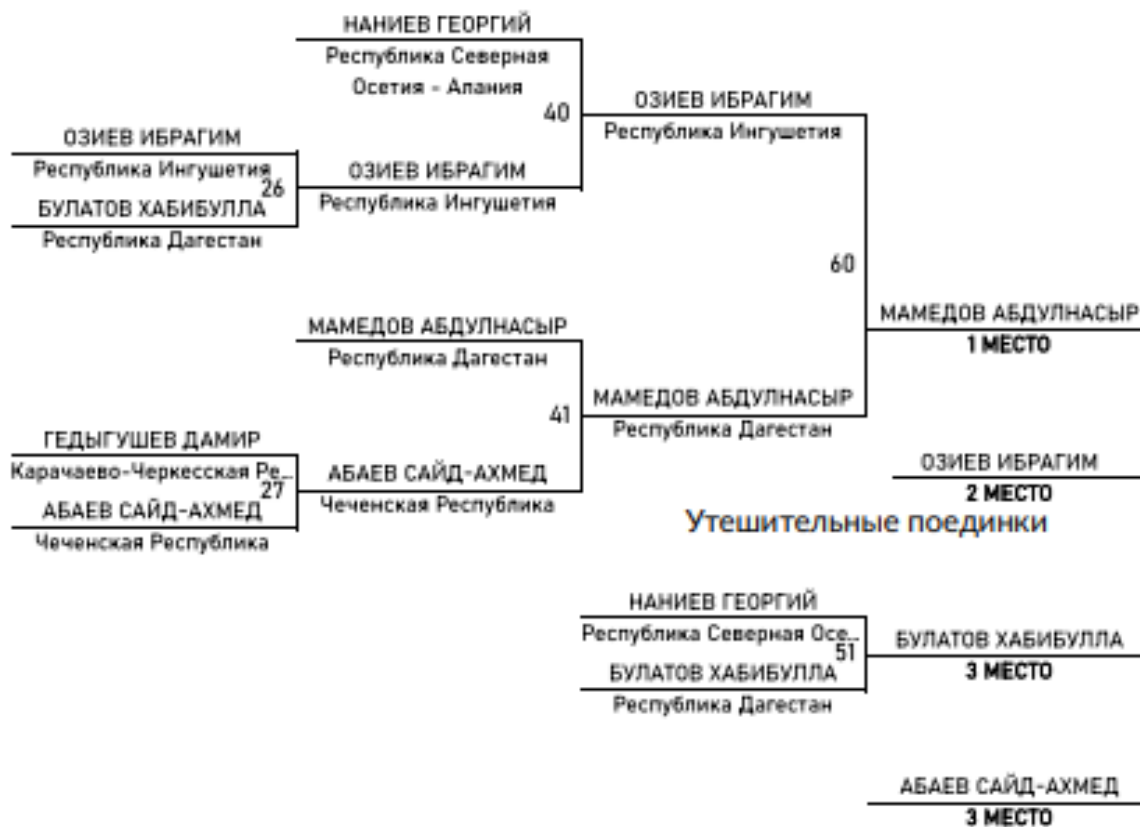 НАНИЕВ ГЕОРГИЙ
Республика Северная
Осетия - Алания
40
ОЗИЕВ ИБРАГИМ
Республика Ингушетия
ОЗИЕВ ИБРАГИМ
Республика Ингушетия
26
БУЛАТОВ ХАБИБУЛЛА
Республика Дагестан
ОЗИЕВ ИБРАГИМ
Республика Ингушетия
60
МАМЕДОВ АБДУЛНАСЫР
1 МЕСТО
МАМЕДОВ АБДУЛНАСЫР
Республика Дагестан
41
МАМЕДОВ АБДУЛНАСЫР
Республика Дагестан
ГЕДЫГУШЕВ ДАМИР
Карачаево-Черкесская Ре...
27
АБАЕВ САЙД-АХМЕД
Чеченская Республика
АБАЕВ САЙД-АХМЕД
Чеченская Республика
ОЗИЕВ ИБРАГИМ
2 МЕСТО
Утешительные поединки
НАНИЕВ ГЕОРГИЙ
Республика Северная Осе...
51
БУЛАТОВ ХАБИБУЛЛА
Республика Дагестан
БУЛАТОВ ХАБИБУЛЛА
3 МЕСТО
АБАЕВ САЙД-АХМЕД
3 МЕСТО